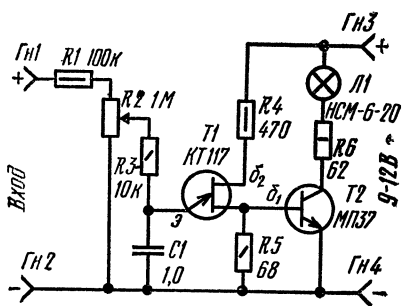 Гн1
+
R1 100к
R2 1М
R3
10к
Вход
Гн2
−
C1
1,0
T1
КТ117
Э
б2
б1
R4
470
R5
68
Гн3
+
Л1
НСМ-6-20
R6
62
T2
МП37
9-12В
Гн4
−